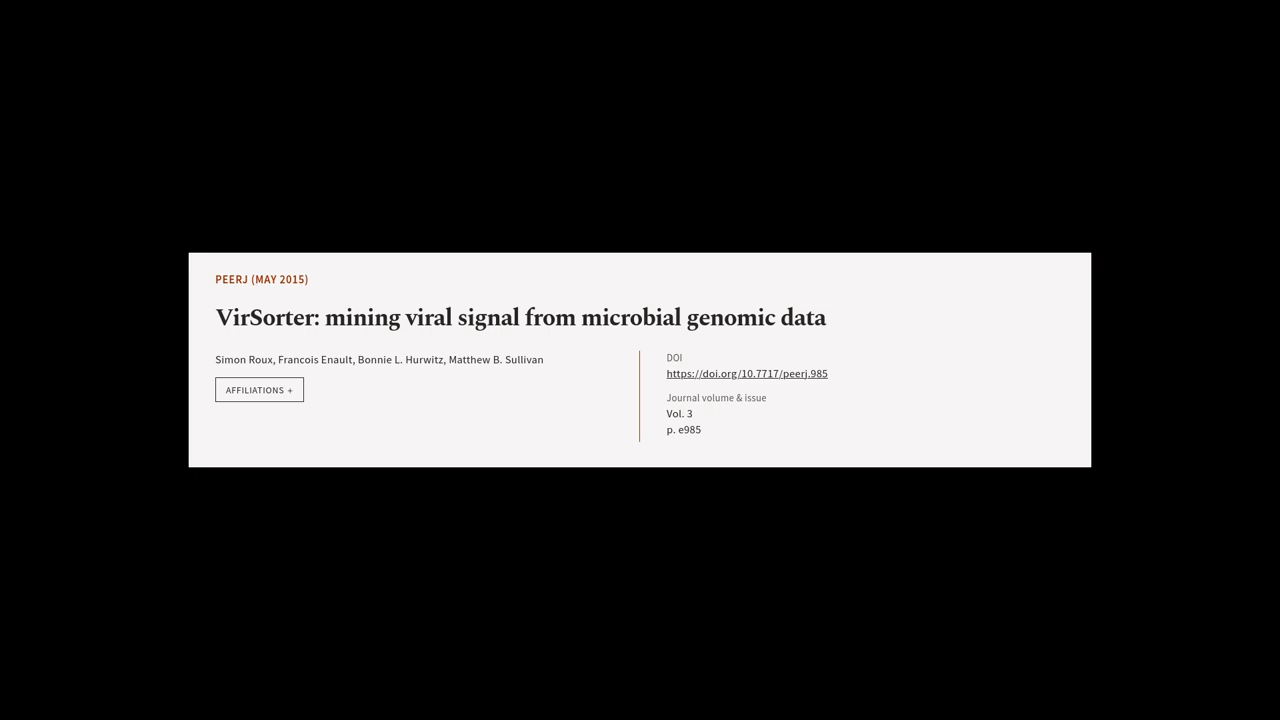 PEERJ (MAY 2015)
VirSorter: mining viral signal from microbial genomic data
Simon Roux, Francois Enault, Bonnie L. Hurwitz, Matthew B. Sullivan
AFFILIATIONS +
DOI
https://doi.org/10.7717/peerj.985
Journal volume & issue
Vol. 3
p. e985